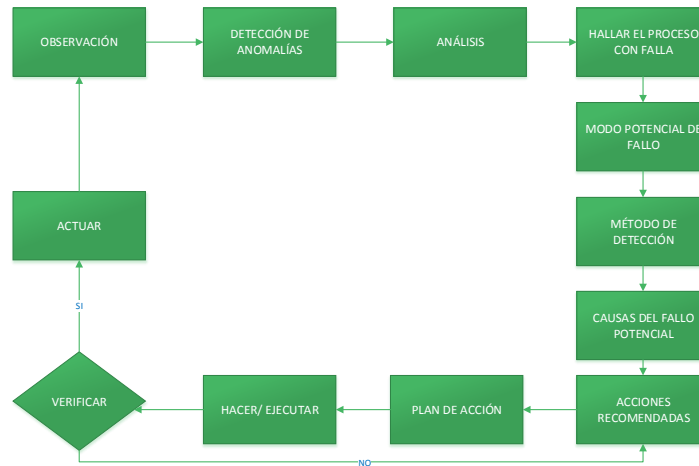 OBSERVACIÓN
DETECCIÓN DE
ANOMALÍAS
ANÁLISIS
HALLAR EL PROCESO
CON FALLA
MODO POTENCIAL DE
FALLO
MÉTODO DE
DETECCIÓN
CAUSAS DEL FALLO
POTENCIAL
ACCIONES
RECOMENDADAS
PLAN DE ACCIÓN
HACER/ EJECUTAR
VERIFICAR
SI
NO
ACTUAR